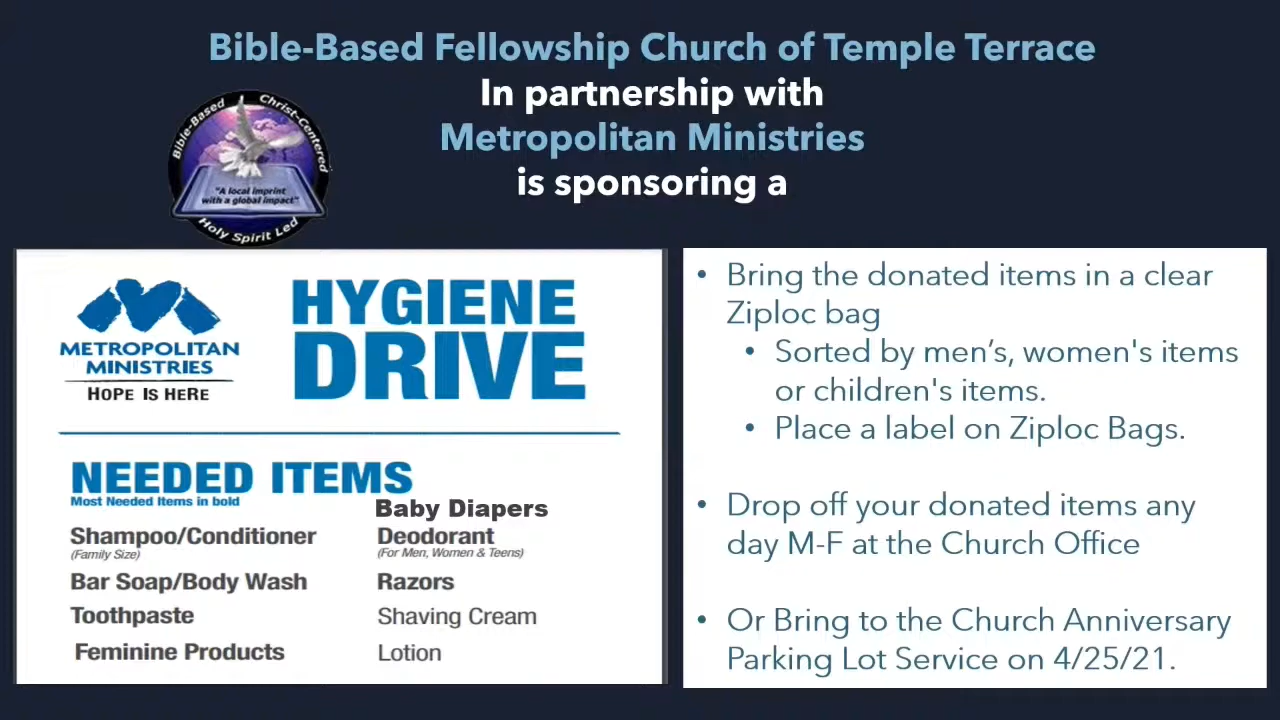 Bible-Based Fellowship Church of Temple Terrace
In partnership with
Metropolitan Ministries
is sponsoring a
Bible-Based Christ-Centered
"A local imprint
with a global impact"
Holy Spirit Led
METROPOLITAN
MINISTRIES
HOPE IS HERE
HYGIENE
DRIVE
NEEDED ITEMS
Most Needed Items in bold
Shampoo/Conditioner
(Family Size)
Bar Soap/Body Wash
Toothpaste
Feminine Products
Baby Diapers
Deodorant
(For Men, Women & Teens)
Razors
Shaving Cream
Lotion
• Bring the donated items in a clear
Ziploc bag
• Sorted by men’s, women's items
or children's items.
• Place a label on Ziploc Bags.
• Drop off your donated items any
day M-F at the Church Office
• Or Bring to the Church Anniversary
Parking Lot Service on 4/25/21.